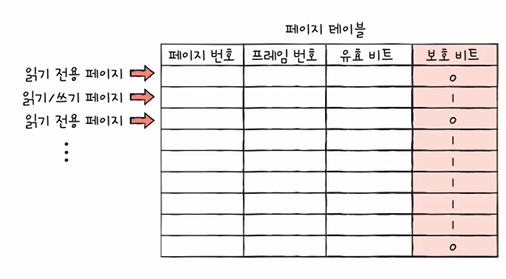 페이지 테이블
페이지 번호 프레임 번호 유효 비트 보호 비트
읽기 전용 페이지 0
읽기/쓰기 페이지 1
읽기 전용 페이지 0
1
1
1
1
1
0